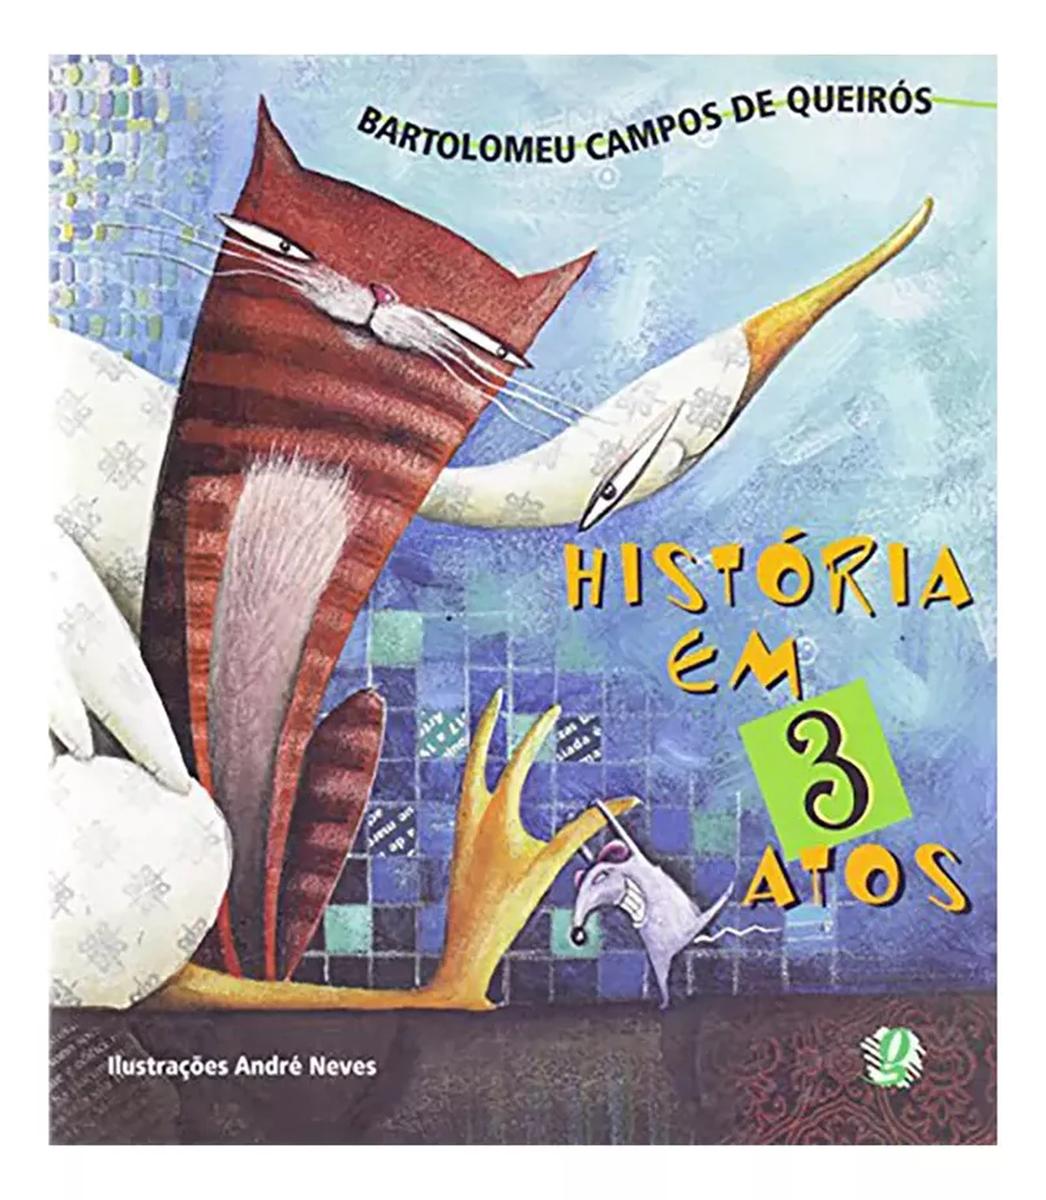 BARTOLOMEU CAMPOS DE QUEIRÓS
HISTÓRIA
EM
3
ATOS
Ilustrações André Neves
g